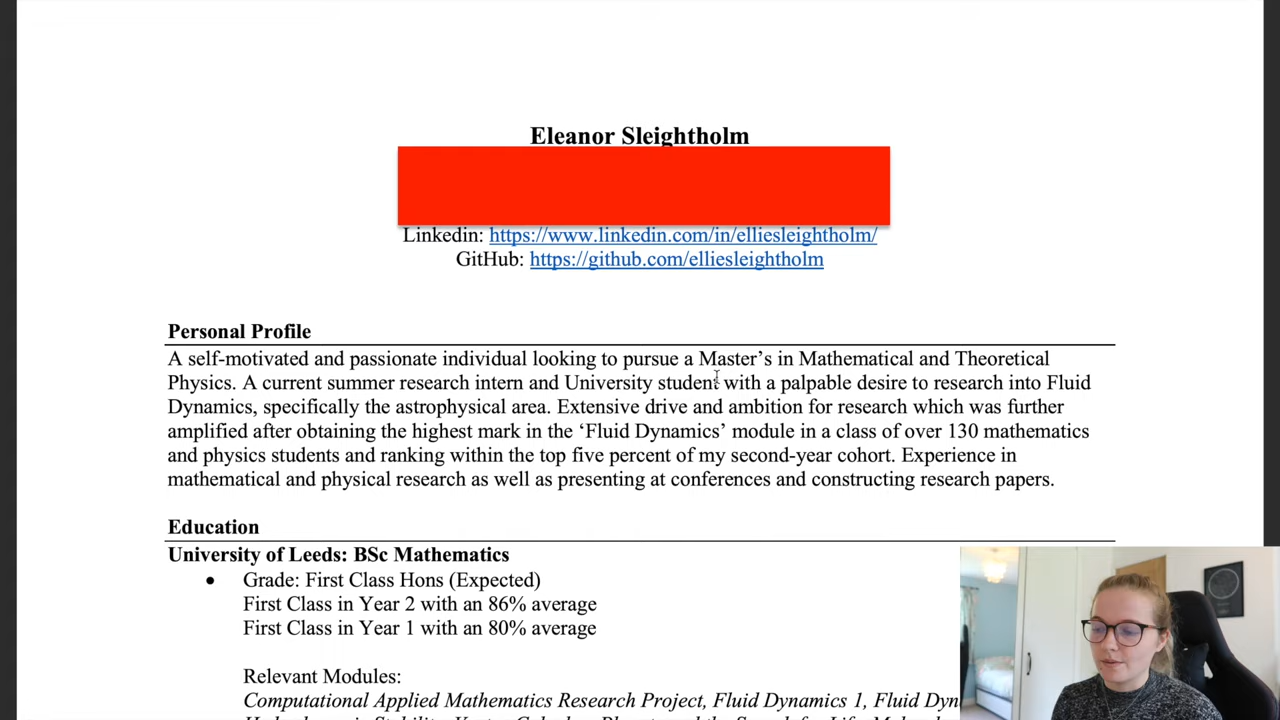 Eleanor Sleightholm
Linkedin: https://www.linkedin.com/in/elliesleightholm/
GitHub: https://github.com/elliesleightholm
Personal Profile
A self-motivated and passionate individual looking to pursue a Master’s in Mathematical and Theoretical
Physics. A current summer research intern and University student with a palpable desire to research into Fluid
Dynamics, specifically the astrophysical area. Extensive drive and ambition for research which was further
amplified after obtaining the highest mark in the ‘Fluid Dynamics’ module in a class of over 130 mathematics
and physics students and ranking within the top five percent of my second-year cohort. Experience in
mathematical and physical research as well as presenting at conferences and constructing research papers.
Education
University of Leeds: BSc Mathematics
• Grade: First Class Hons (Expected)
First Class in Year 2 with an 86% average
First Class in Year 1 with an 80% average
Relevant Modules:
Computational Applied Mathematics Research Project, Fluid Dynamics 1, Fluid Dyn